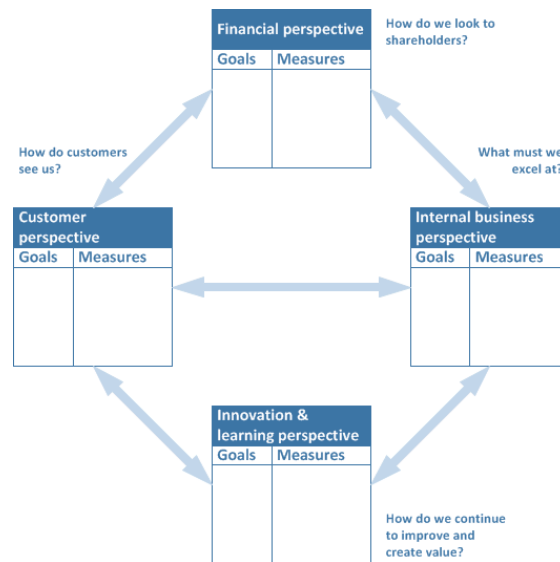 Financial perspective
Goals Measures
How do we look to
shareholders?
How do customers
see us?
What must we
excel at?
Customer
perspective
Goals Measures
Internal business
perspective
Goals Measures
Innovation &
learning perspective
Goals Measures
How do we continue
to improve and
create value?